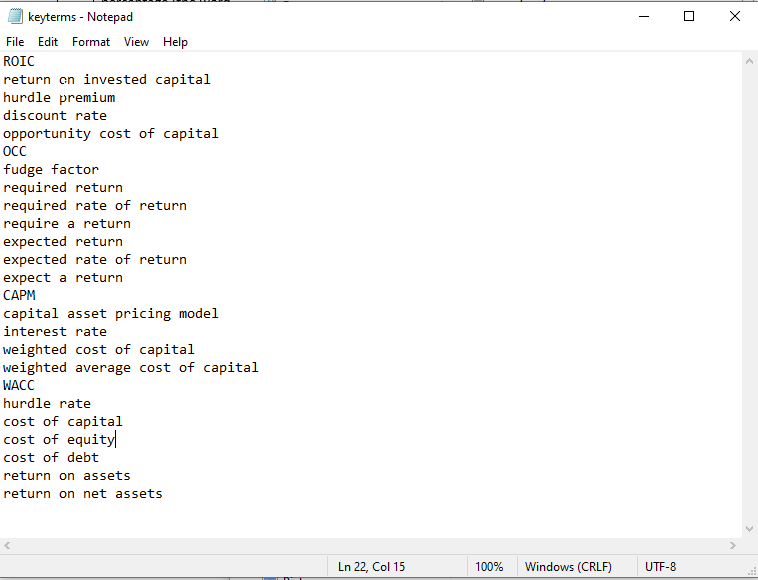 keyterms - Notepad
File Edit Format View Help
ROIC
return on invested capital
hurdle premium
discount rate
opportunity cost of capital
OCC
fudge factor
required return
required rate of return
require a return
expected return
expected rate of return
expect a return
CAPM
capital asset pricing model
interest rate
weighted cost of capital
weighted average cost of capital
WACC
hurdle rate
cost of capital
cost of equity
cost of debt
return on assets
return on net assets
Ln 22, Col 15 100% Windows (CRLF) UTF-8